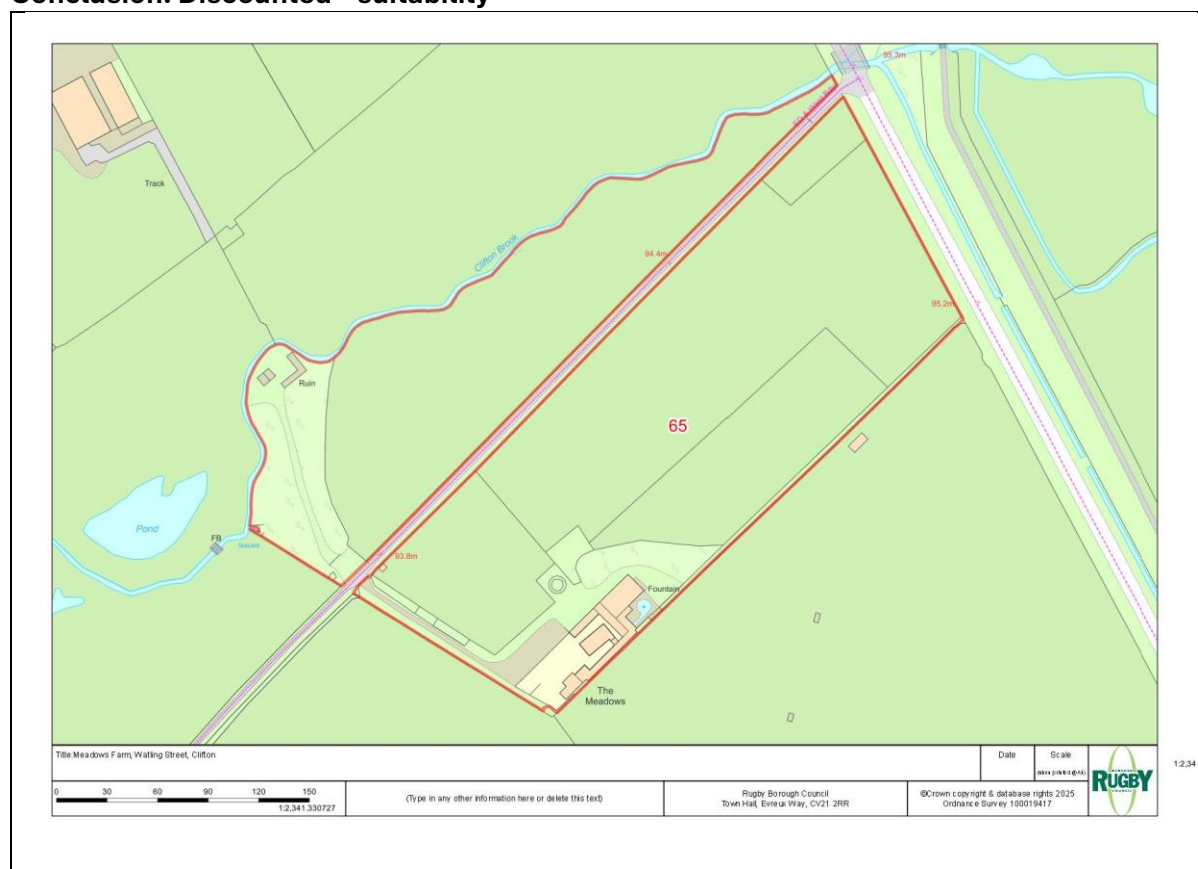 Conclusion: Discounted - suitability
95.3m
Track
94.4m
Clifton Brook
95.2m
Ruin
65
Pond
FB
93.8m
Fountain
The
Meadows
Title:Meadows Farm, Watling Street, Clifton
Date
Scale
1:2,34
0 30 60 90 120 150
1:2,341.330727
(Type in any other information here or delete this text)
Rugby Borough Council
Town Hall, Evreux Way, CV21 2RR
©Crown copyright & database rights 2025
Ordnance Survey 100019417
RUGBY